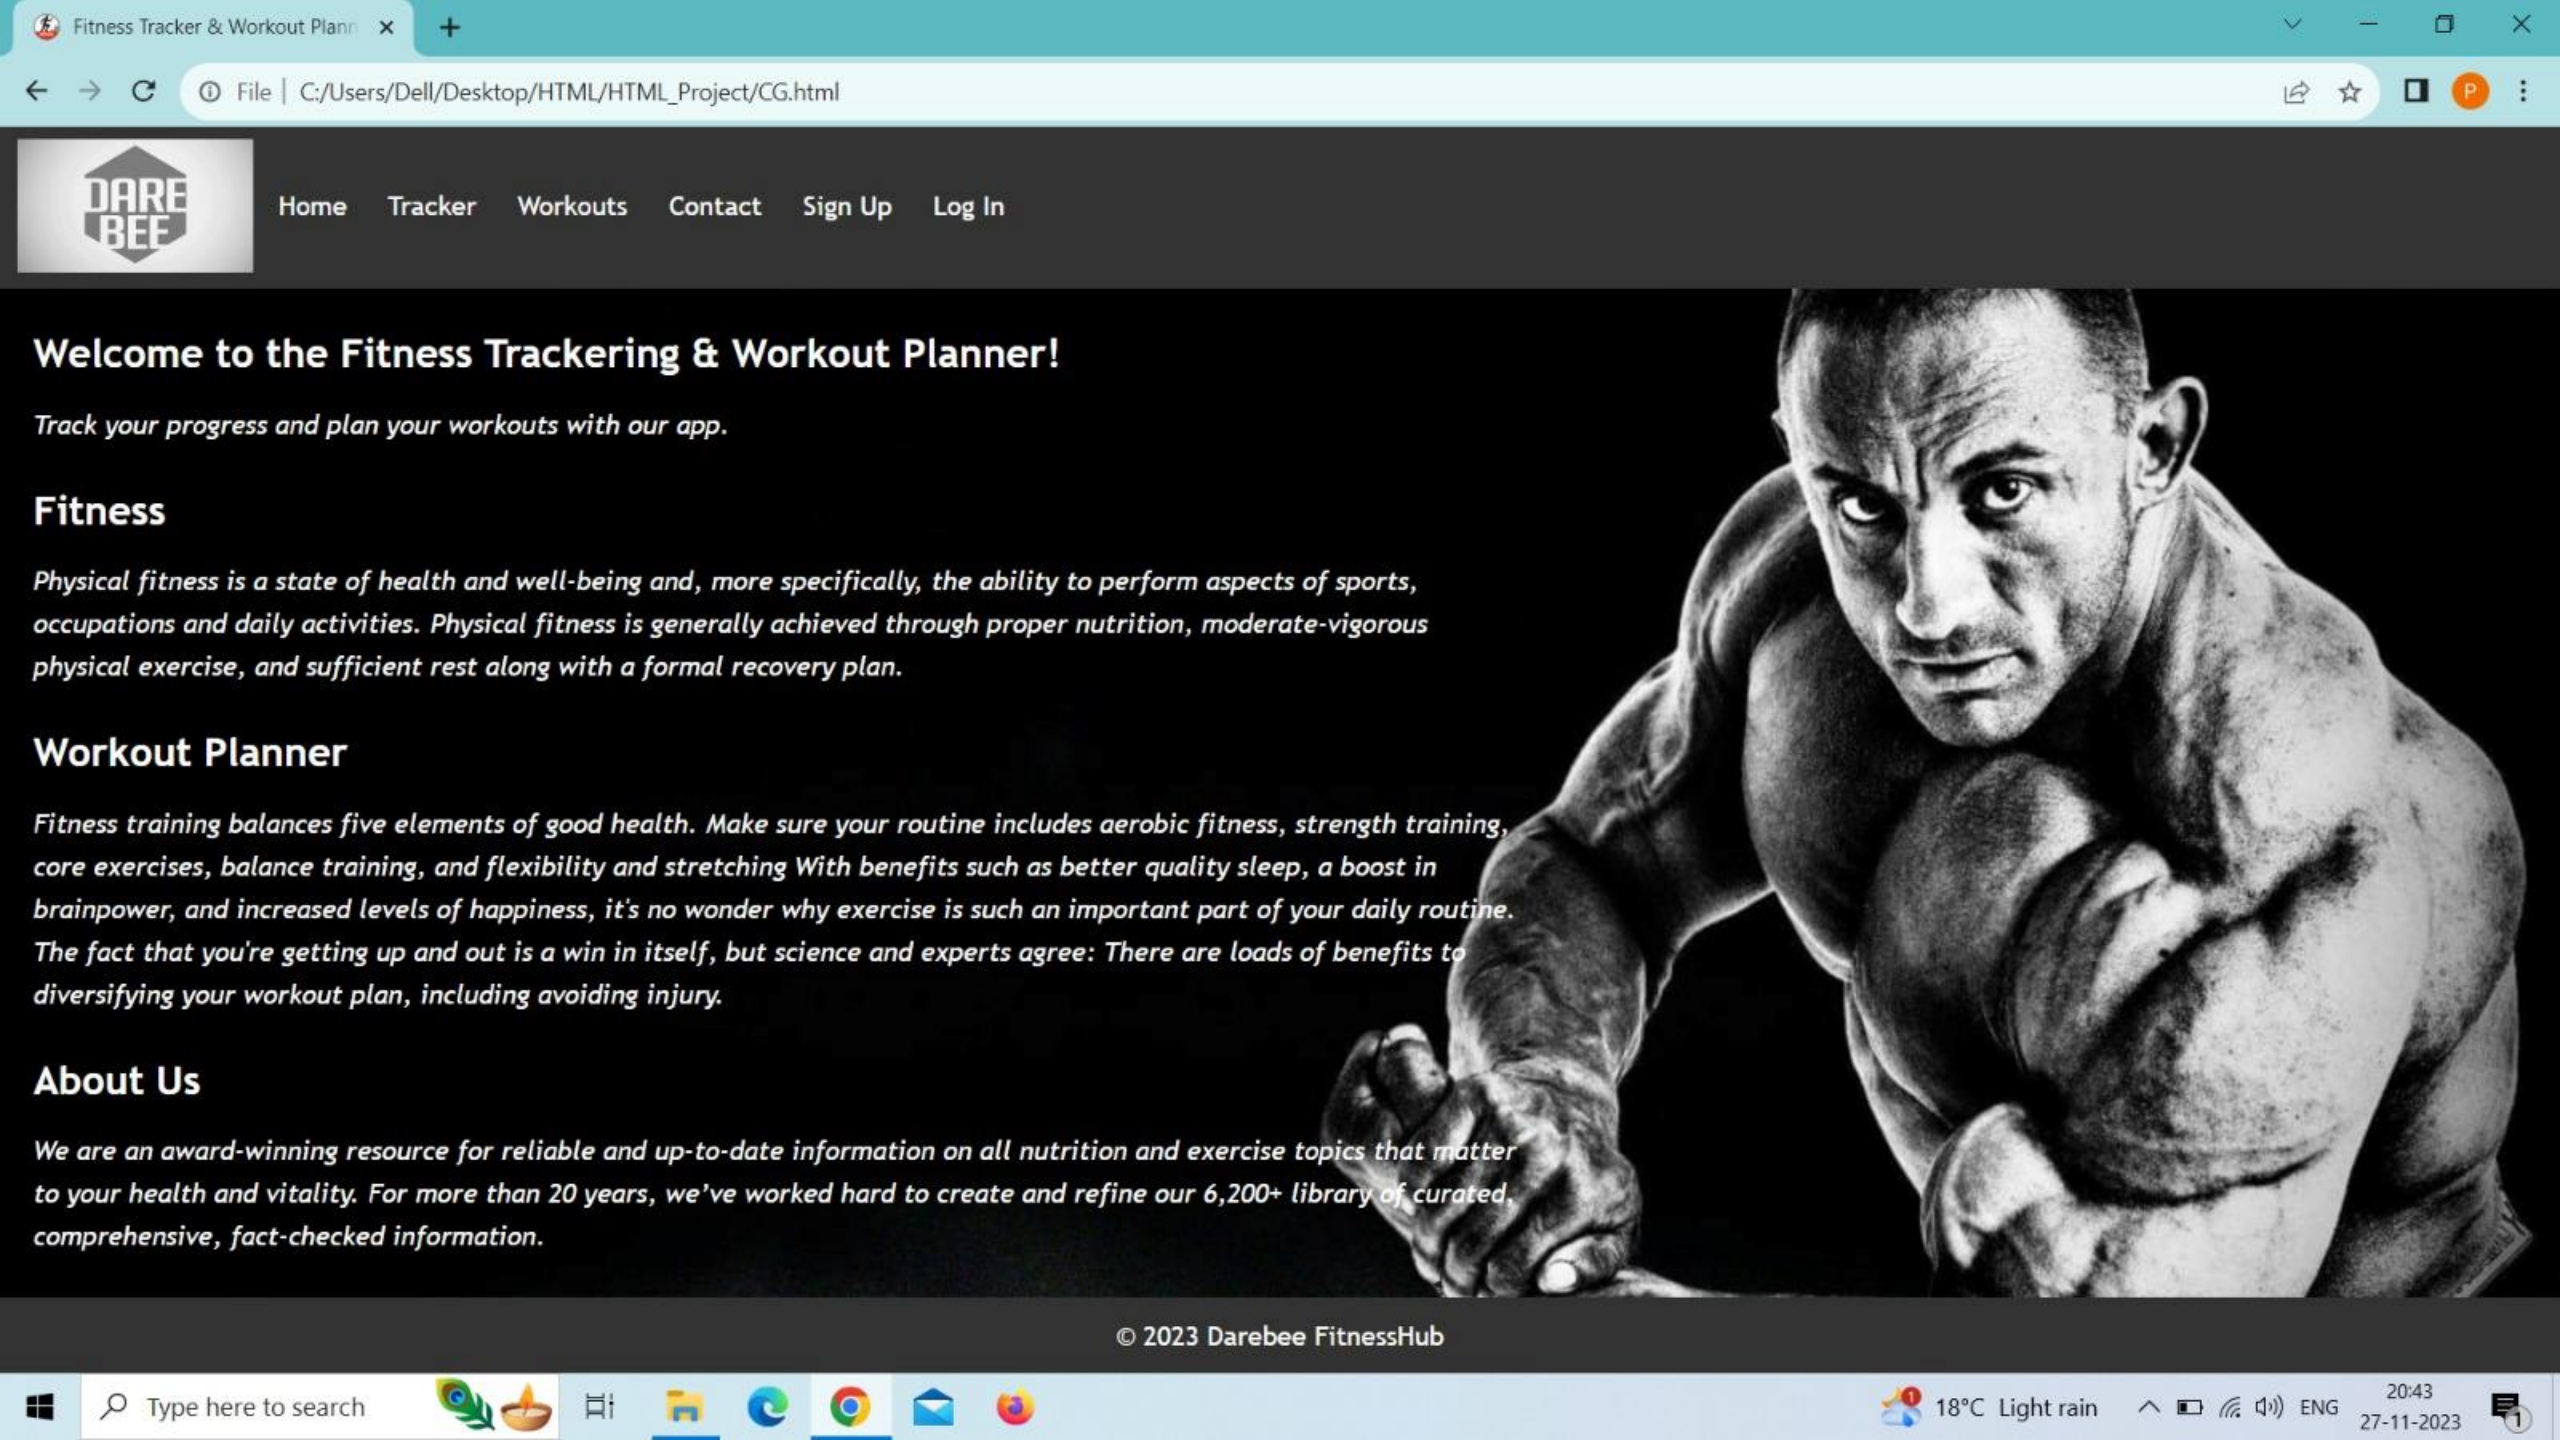 Fitness Tracker & Workout Plann
File | C:/Users/Dell/Desktop/HTML/HTML_Project/CG.html
P
DARE
BEE
Home Tracker Workouts Contact Sign Up Log In
Welcome to the Fitness Trackering & Workout Planner!
Track your progress and plan your workouts with our app.
Fitness
Physical fitness is a state of health and well-being and, more specifically, the ability to perform aspects of sports,
occupations and daily activities. Physical fitness is generally achieved through proper nutrition, moderate-vigorous
physical exercise, and sufficient rest along with a formal recovery plan.
Workout Planner
Fitness training balances five elements of good health. Make sure your routine includes aerobic fitness, strength training,
core exercises, balance training, and flexibility and stretching With benefits such as better quality sleep, a boost in
brainpower, and increased levels of happiness, it's no wonder why exercise is such an important part of your daily routine.
The fact that you're getting up and out is a win in itself, but science and experts agree: There are loads of benefits to
diversifying your workout plan, including avoiding injury.
About Us
We are an award-winning resource for reliable and up-to-date information on all nutrition and exercise topics that matter
to your health and vitality. For more than 20 years, we’ve worked hard to create and refine our 6,200+ library of curated,
comprehensive, fact-checked information.
© 2023 Darebee FitnessHub
Type here to search
1
18°C Light rain
ENG
20:43
27-11-2023
1